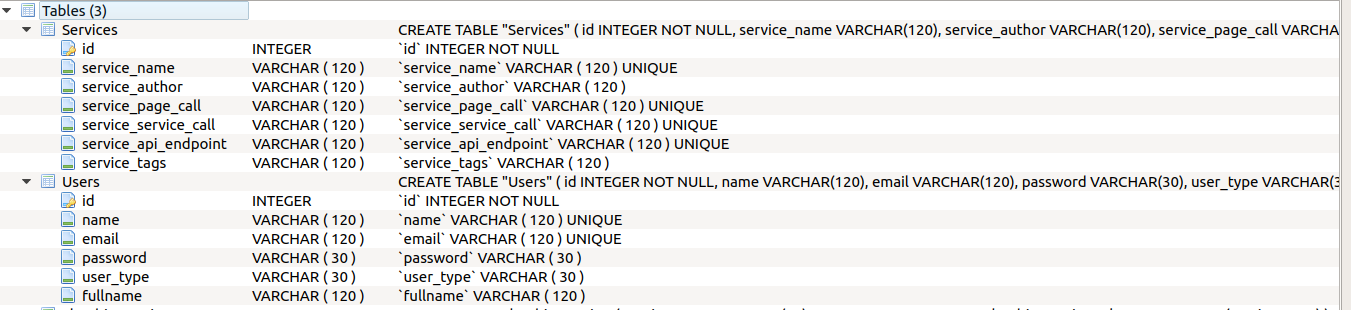 Tables (3)
Services CREATE TABLE "Services" ( id INTEGER NOT NULL, service_name VARCHAR(120), service_author VARCHAR(120), service_page_call VARCHA
id INTEGER `id` INTEGER NOT NULL
service_name VARCHAR ( 120 ) `service_name` VARCHAR ( 120 ) UNIQUE
service_author VARCHAR ( 120 ) `service_author` VARCHAR ( 120 )
service_page_call VARCHAR ( 120 ) `service_page_call` VARCHAR ( 120 ) UNIQUE
service_service_call VARCHAR ( 120 ) `service_service_call` VARCHAR ( 120 ) UNIQUE
service_api_endpoint VARCHAR ( 120 ) `service_api_endpoint` VARCHAR ( 120 ) UNIQUE
service_tags VARCHAR ( 120 ) `service_tags` VARCHAR ( 120 )
Users CREATE TABLE "Users" ( id INTEGER NOT NULL, name VARCHAR(120), email VARCHAR(120), password VARCHAR(30), user_type VARCHAR(3
id INTEGER `id` INTEGER NOT NULL
name VARCHAR ( 120 ) `name` VARCHAR ( 120 ) UNIQUE
email VARCHAR ( 120 ) `email` VARCHAR ( 120 ) UNIQUE
password VARCHAR ( 30 ) `password` VARCHAR ( 30 )
user_type VARCHAR ( 30 ) `user_type` VARCHAR ( 30 )
fullname VARCHAR ( 120 ) `fullname` VARCHAR ( 120 )